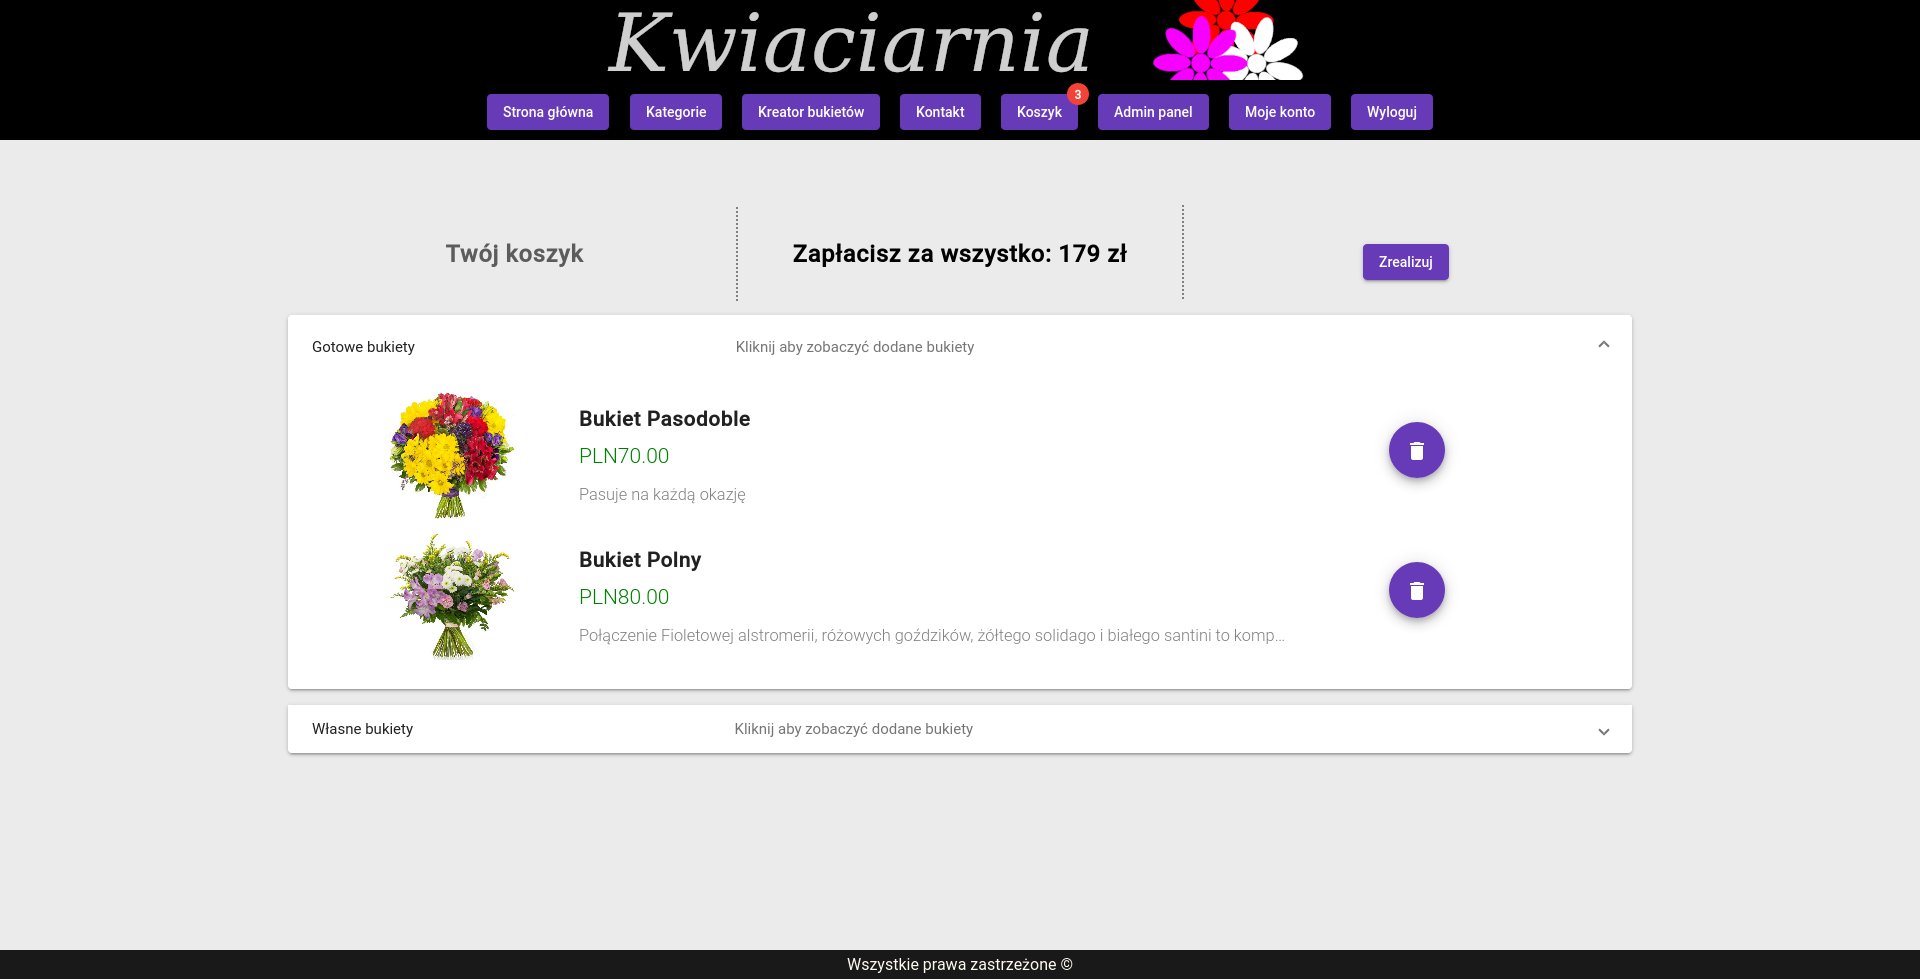 Kwiaciarnia
Strona główna Kategorie Kreator bukietów Kontakt Koszyk 3 Admin panel Moje konto Wyloguj
Twój koszyk Zapłacisz za wszystko: 179 zł Zrealizuj
Gotowe bukiety Kliknij aby zobaczyć dodane bukiety
Bukiet Pasodoble
PLN70.00
Pasuje na każdą okazję
Bukiet Polny
PLN80.00
Połączenie Fioletowej alstromerii, różowych goździków, żółtego solidago i białego santini to komp...
Własne bukiety Kliknij aby zobaczyć dodane bukiety
Wszystkie prawa zastrzeżone ©